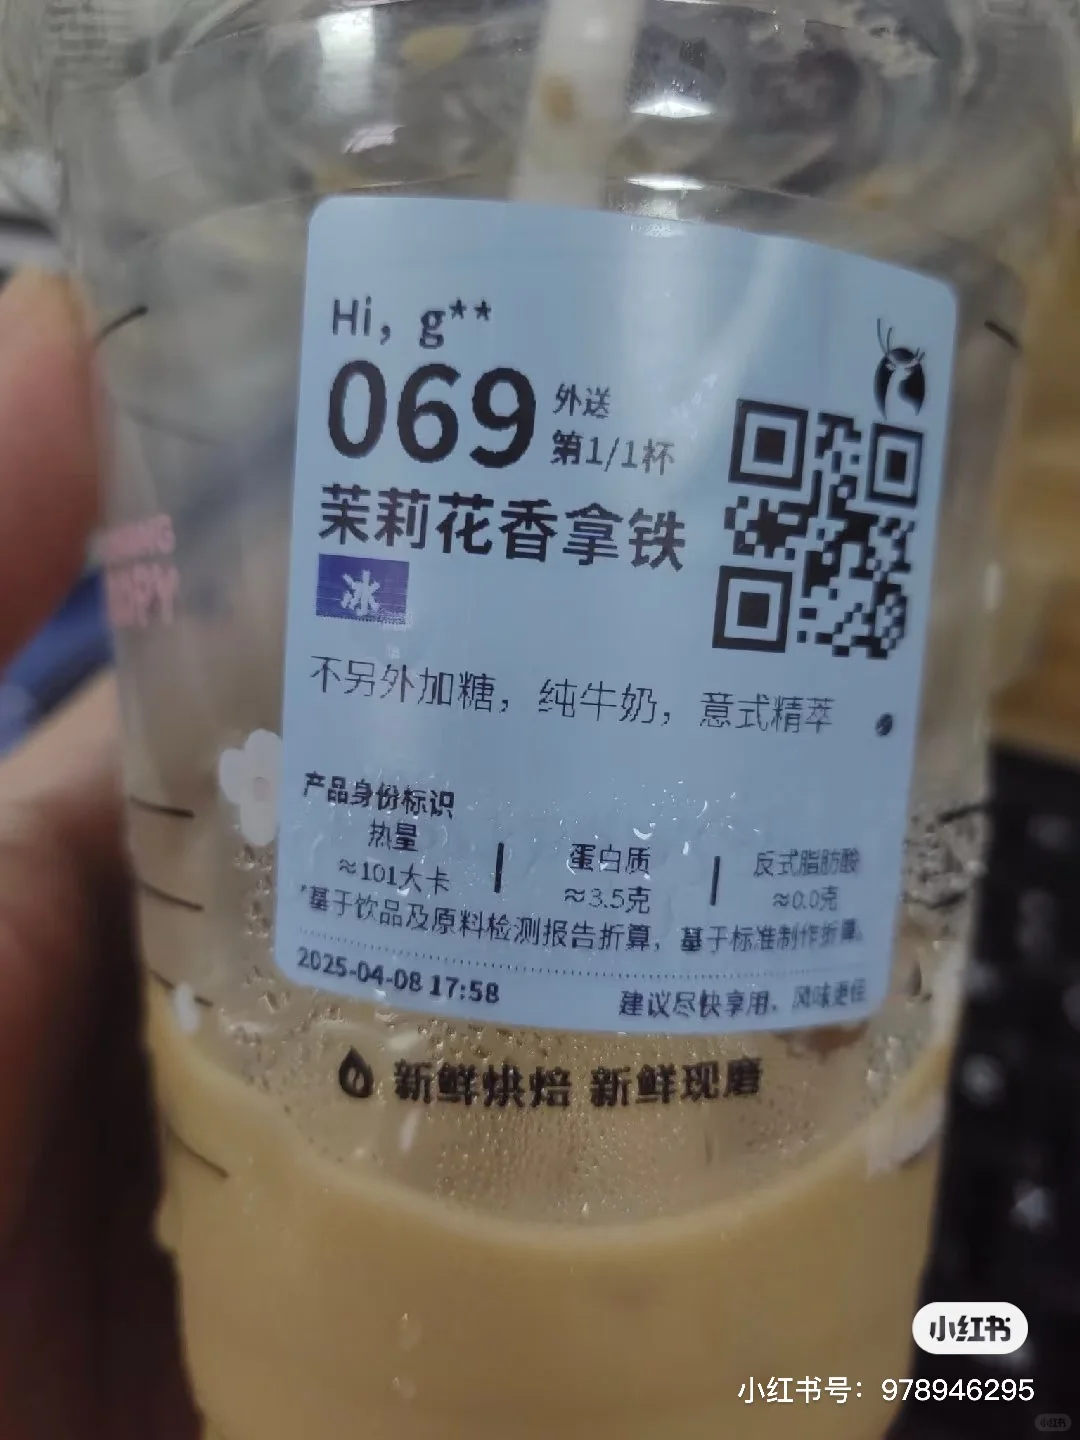 Hi, g**
069 外送
第1/1杯
茉莉花香拿铁
冰
不另外加糖，纯牛奶，意式精萃
产品身份标识
热量 | 蛋白质 | 反式脂肪酸
≈101大卡 ≈3.5克 ≈0.0克
*基于饮品及原料检测报告折算，基于标准制作折算。
2025-04-08 17:58 建议尽快享用，风味更佳
新鲜烘焙 新鲜现磨
小红书
小红书号：978946295
小红书